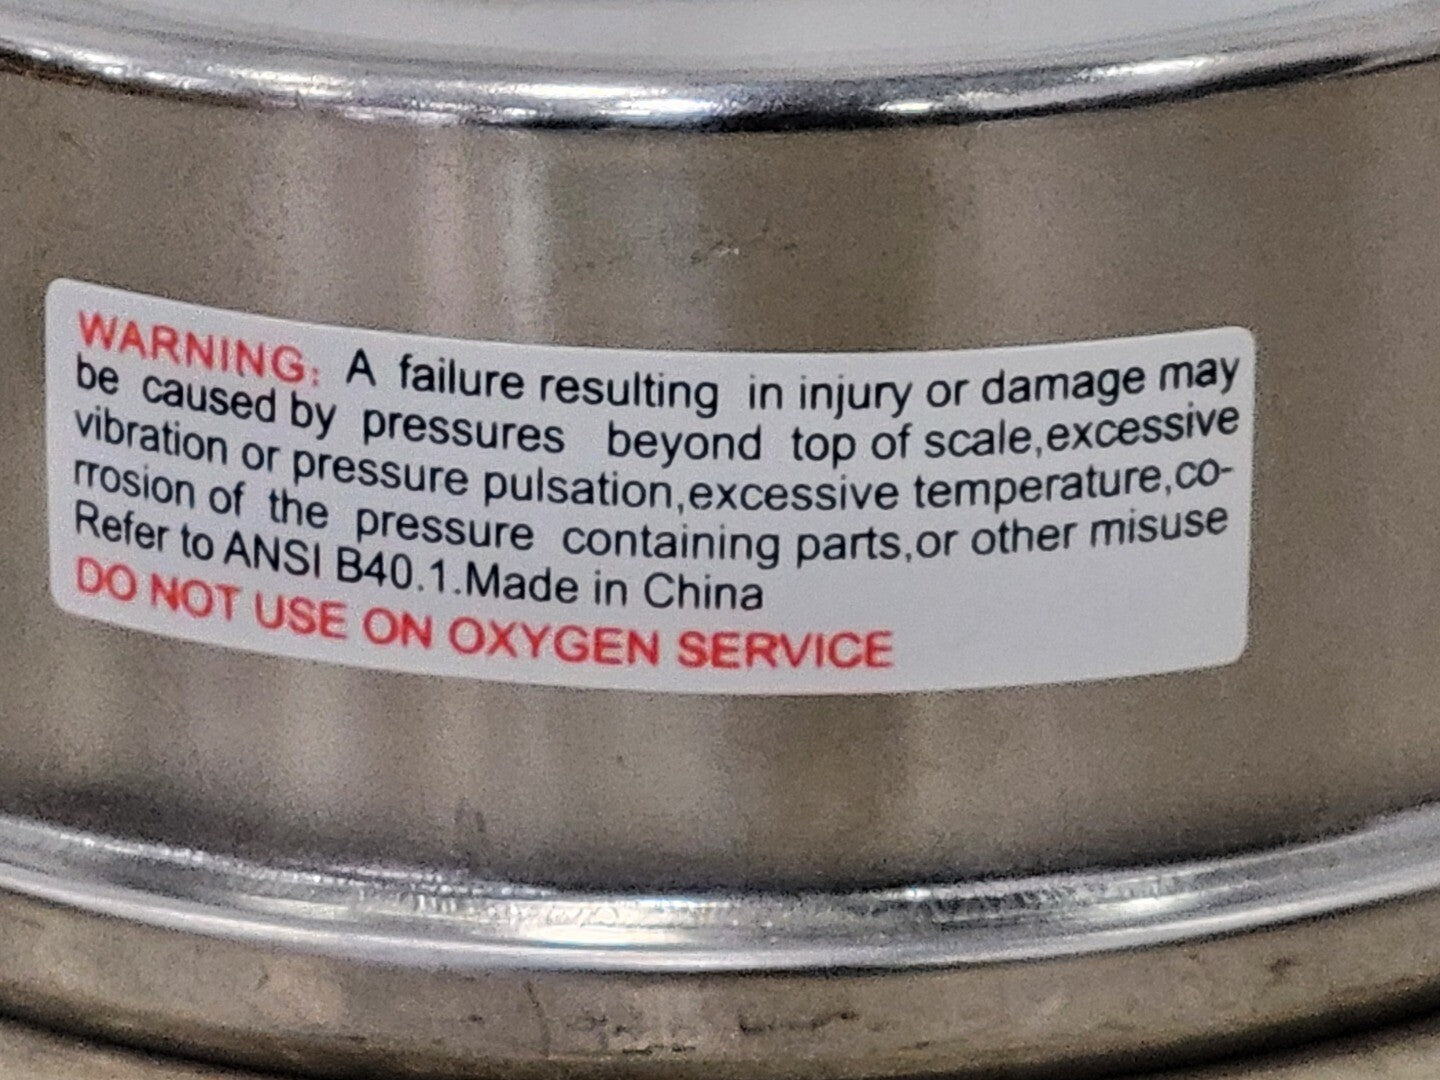 WARNING: A failure resulting in injury or damage may
be caused by pressures beyond top of scale,excessive
vibration or pressure pulsation,excessive temperature,co-
rrosion of the pressure containing parts,or other misuse
Refer to ANSI B40.1.Made in China
DO NOT USE ON OXYGEN SERVICE